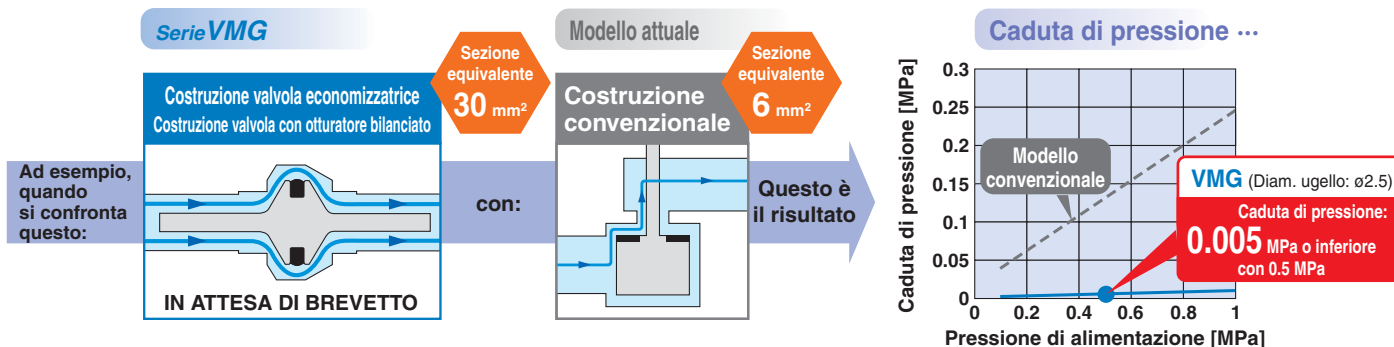 Serie VMG
Modello attuale
Caduta di pressione ···
Sezione
equivalente
30 mm²
Sezione
equivalente
6 mm²
Costruzione valvola economizzatrice
Costruzione valvola con otturatore bilanciato
Costruzione
convenzionale
Ad esempio,
quando
si confronta
questo:
IN ATTESA DI BREVETTO
con:
Questo è
il risultato
Caduta di pressione [MPa]
0.3
0.25
0.2
0.15
0.1
0.05
0
Modello
convenzionale
VMG (Diam. ugello: ø2.5)
Caduta di pressione:
0.005 MPa o inferiore
con 0.5 MPa
0 0.2 0.4 0.6 0.8 1
Pressione di alimentazione [MPa]